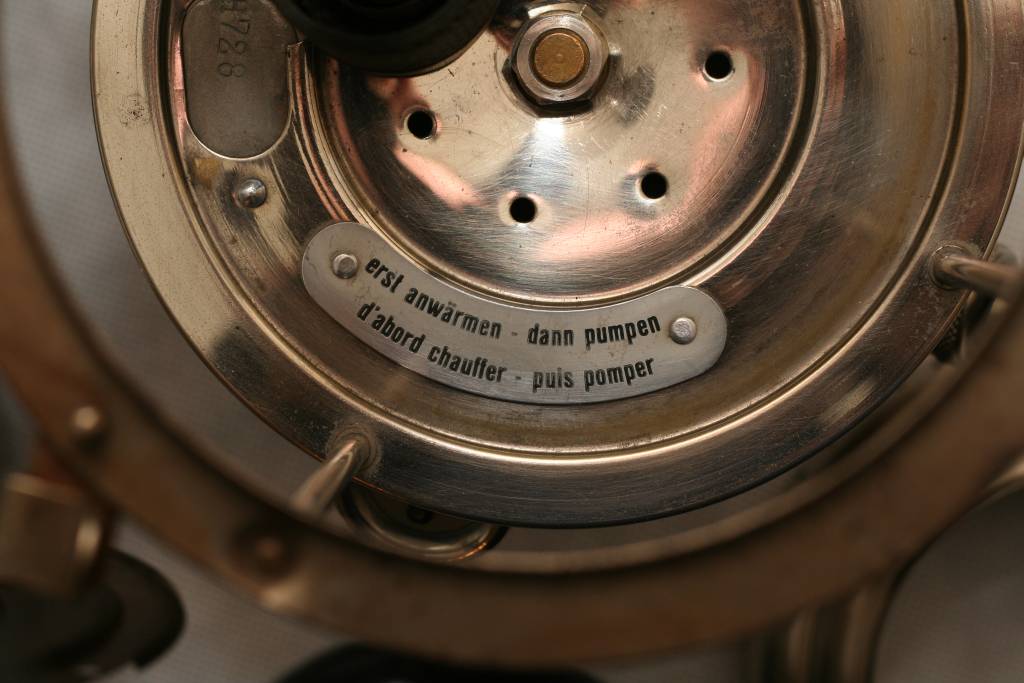 erst anwärmen - dann pumpen
d'abord chauffer - puis pomper